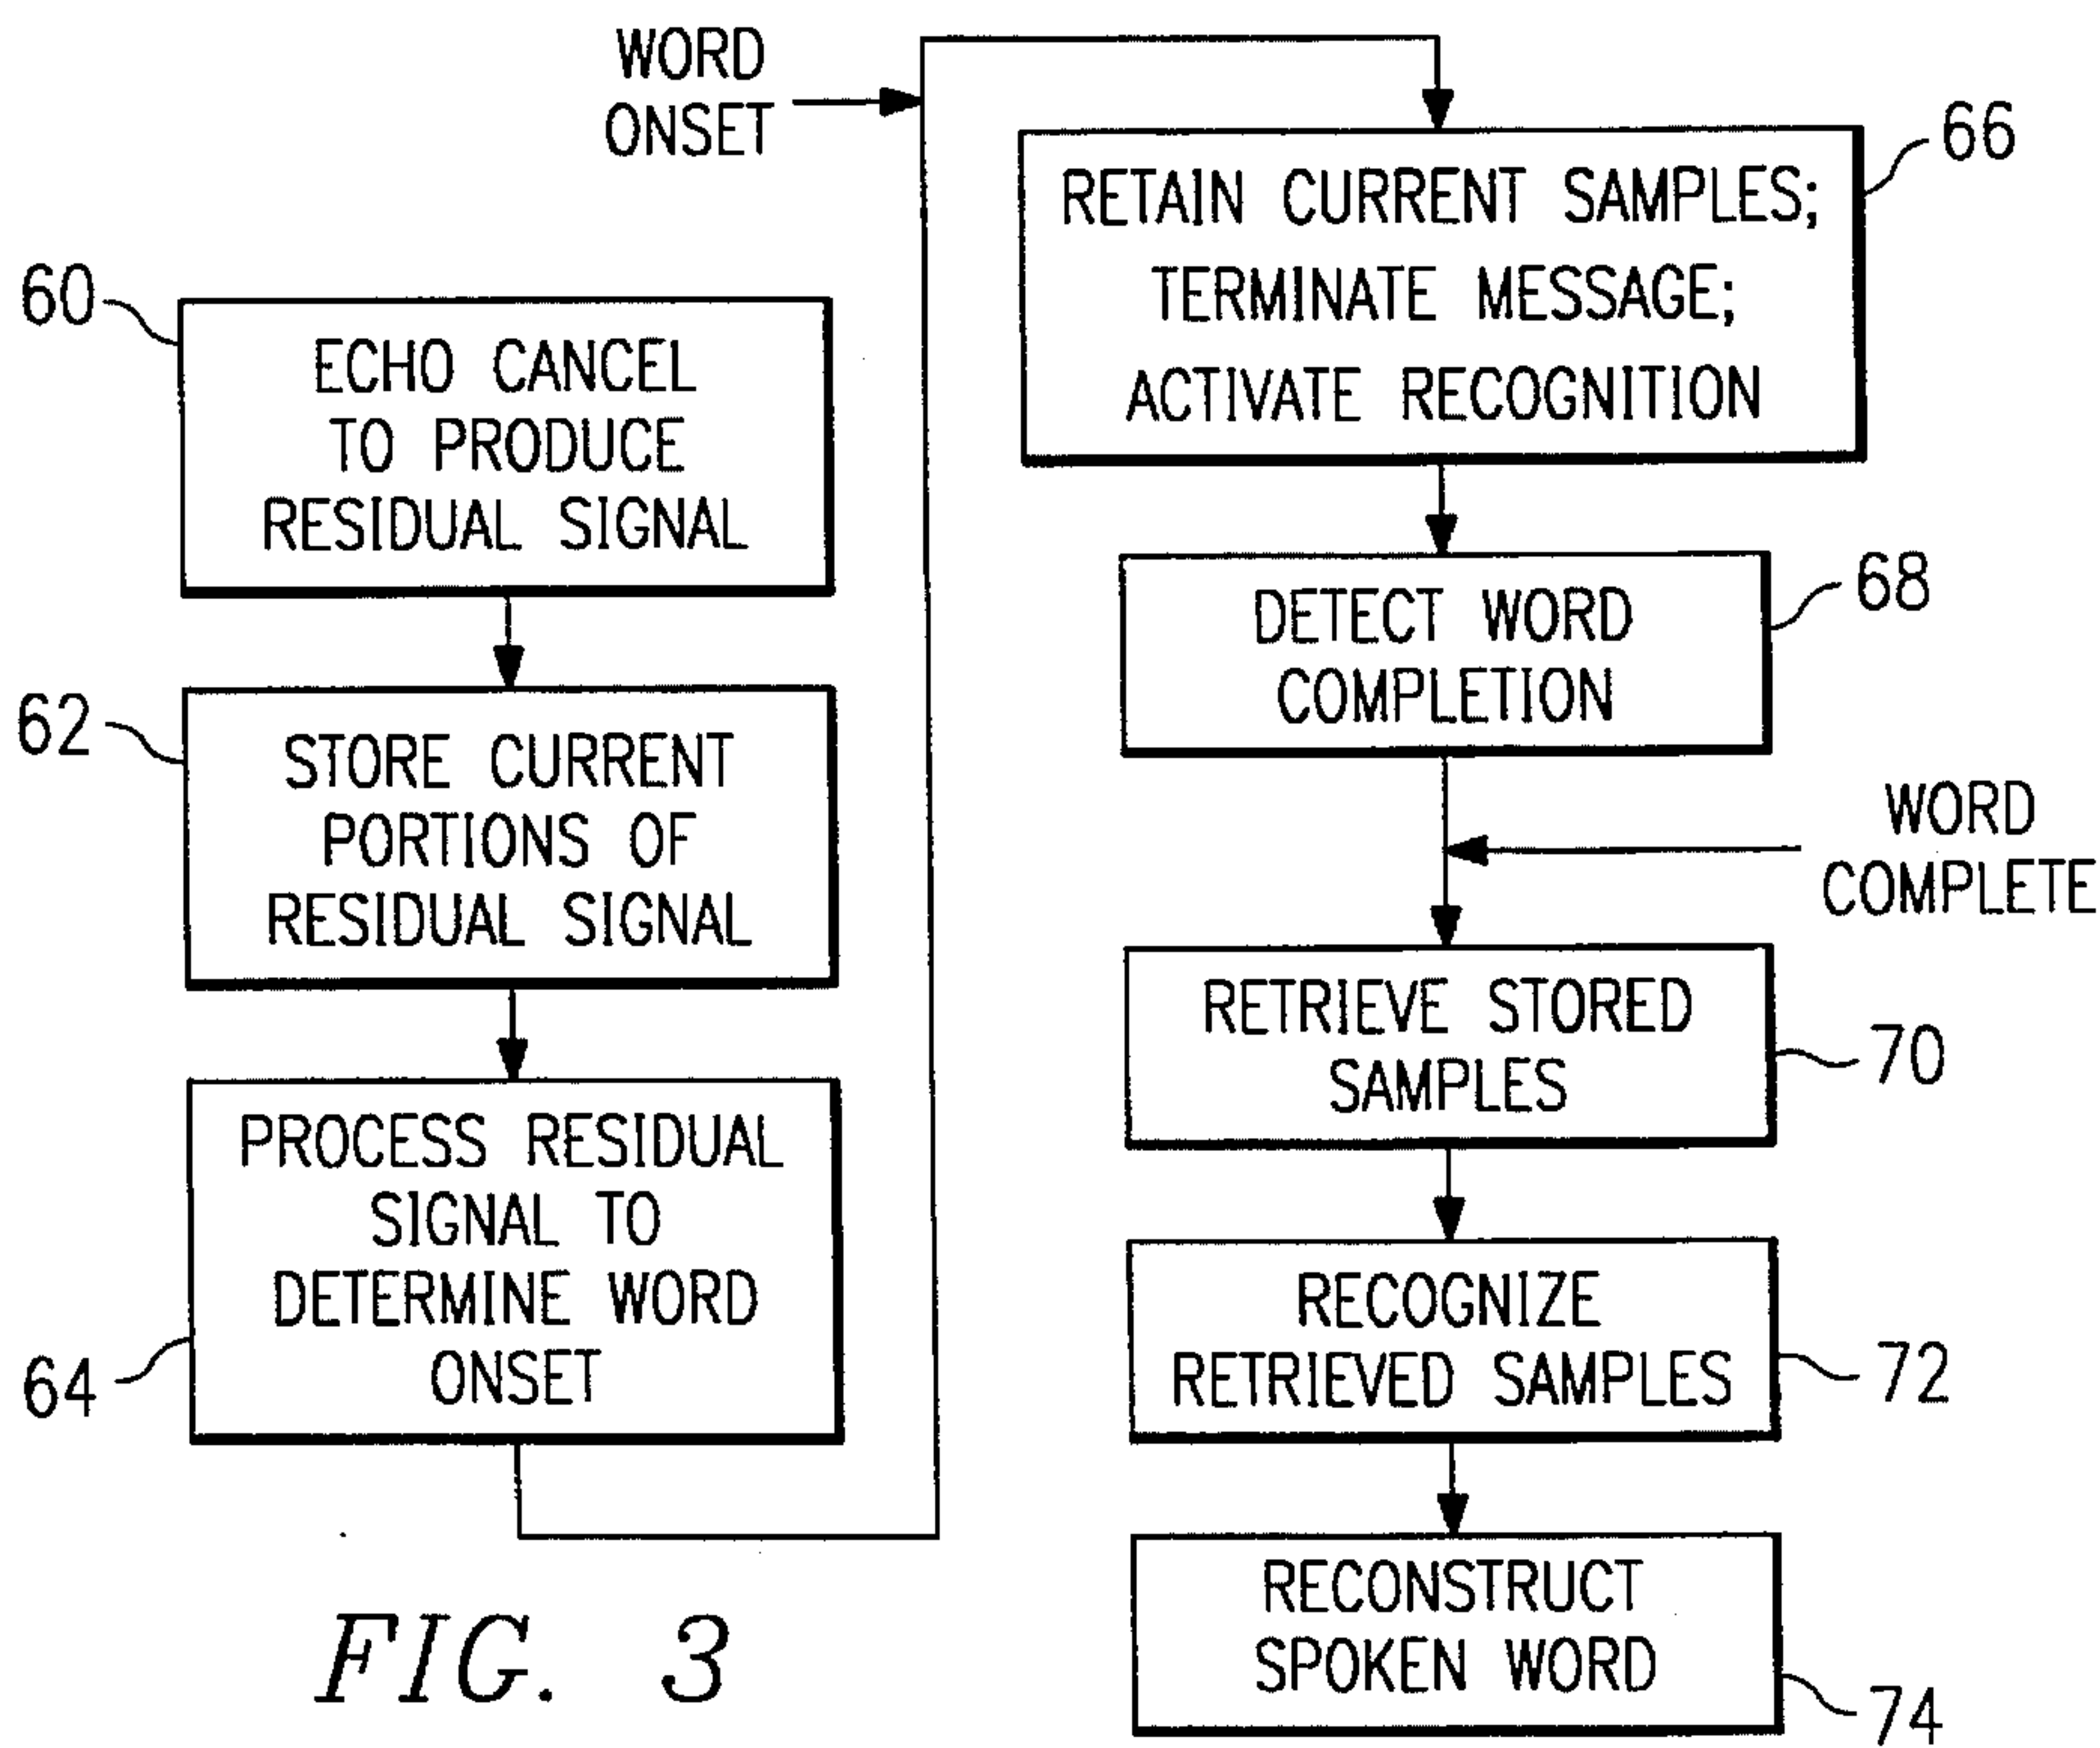 60
ECHO CANCEL
TO PRODUCE
RESIDUAL SIGNAL
62
STORE CURRENT
PORTIONS OF
RESIDUAL SIGNAL
64
PROCESS RESIDUAL
SIGNAL TO
DETERMINE WORD
ONSET
WORD
ONSET
66
RETAIN CURRENT SAMPLES;
TERMINATE MESSAGE;
ACTIVATE RECOGNITION
68
DETECT WORD
COMPLETION
WORD
COMPLETE
70
RETRIEVE STORED
SAMPLES
72
RECOGNIZE
RETRIEVED SAMPLES
74
RECONSTRUCT
SPOKEN WORD
FIG. 3